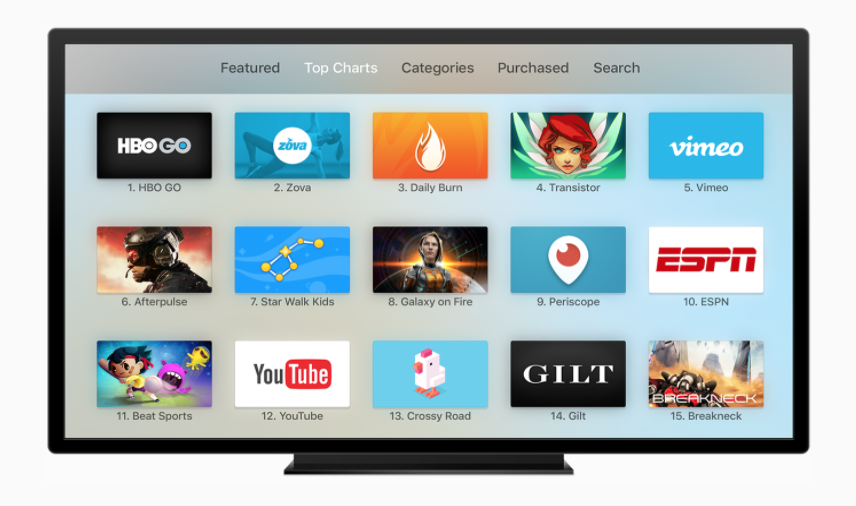 Featured Top Charts Categories Purchased Search
HBO GO zova vimeo
1. HBO GO 2. Zova 3. Daily Burn 4. Transistor 5. Vimeo
ESPN
6. Afterpulse 7. Star Walk Kids 8. Galaxy on Fire 9. Periscope 10. ESPN
YouTube GILT BREAKNECK
11. Beat Sports 12. YouTube 13. Crossy Road 14. Gilt 15. Breakneck